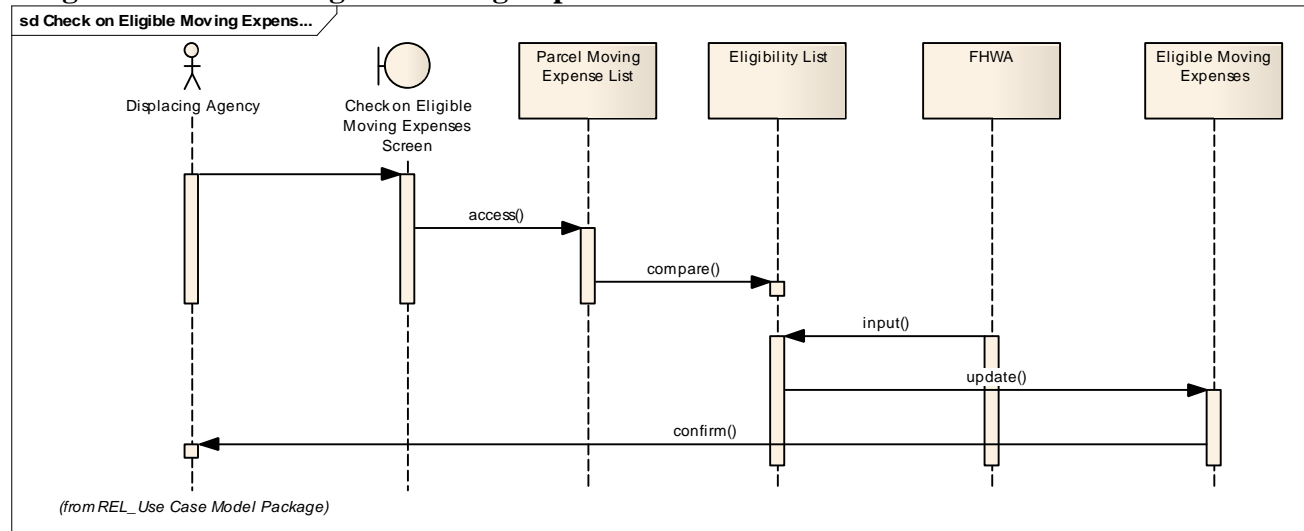 sd Check on Eligible Moving Expens...
Displacing Agency
Check on Eligible
Moving Expenses
Screen
Parcel Moving
Expense List
Eligibility List
FHWA
Eligible Moving
Expenses
access()
compare()
input()
update()
confirm()
(from REL_Use Case Model Package)